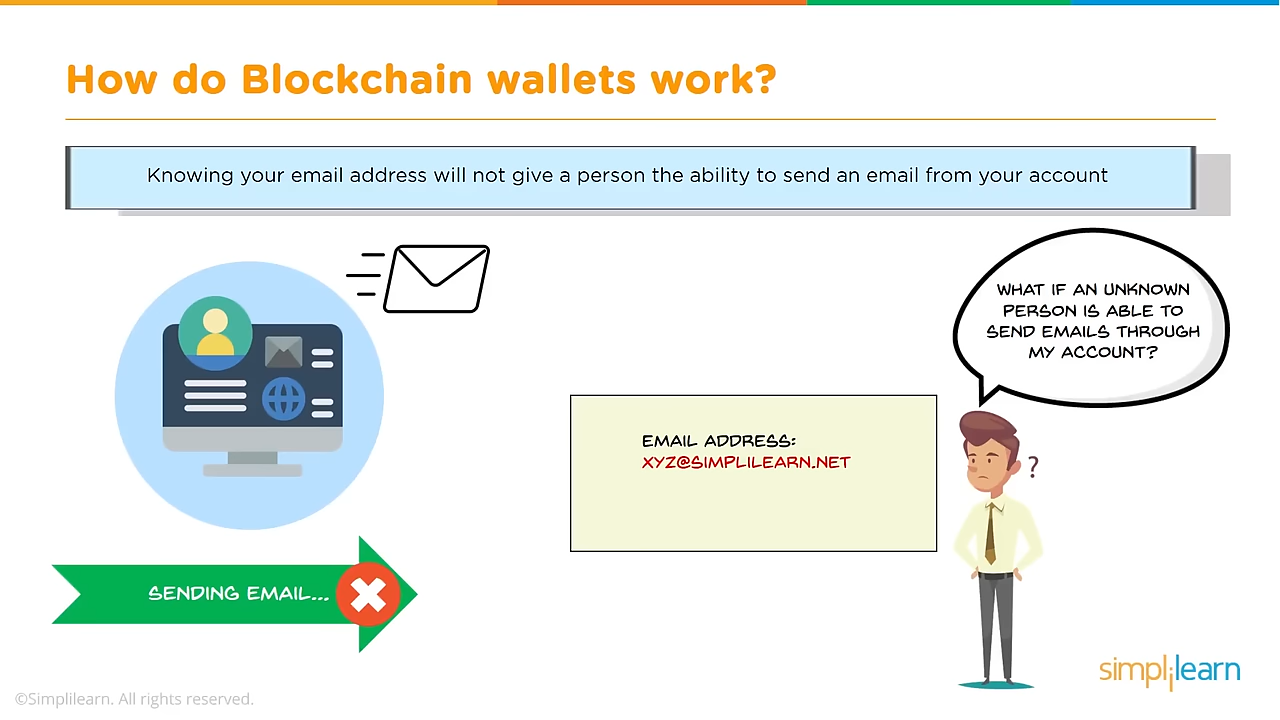 How do Blockchain wallets work?
Knowing your email address will not give a person the ability to send an email from your account
WHAT IF AN UNKNOWN
PERSON IS ABLE TO
SEND EMAILS THROUGH
MY ACCOUNT?
EMAIL ADDRESS:
XYZ@SIMPLILEARN.NET
?
SENDING EMAIL...
simplilearn
©Simplilearn. All rights reserved.